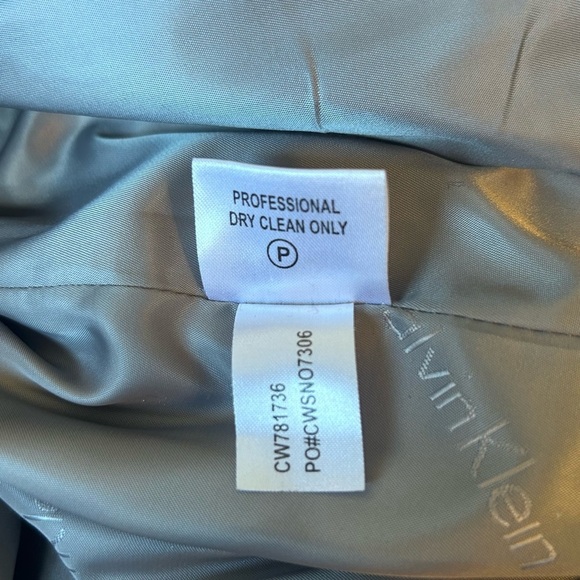 PROFESSIONAL
DRY CLEAN ONLY
P
CW781736
PO#CWSNO7306
alvin Klein